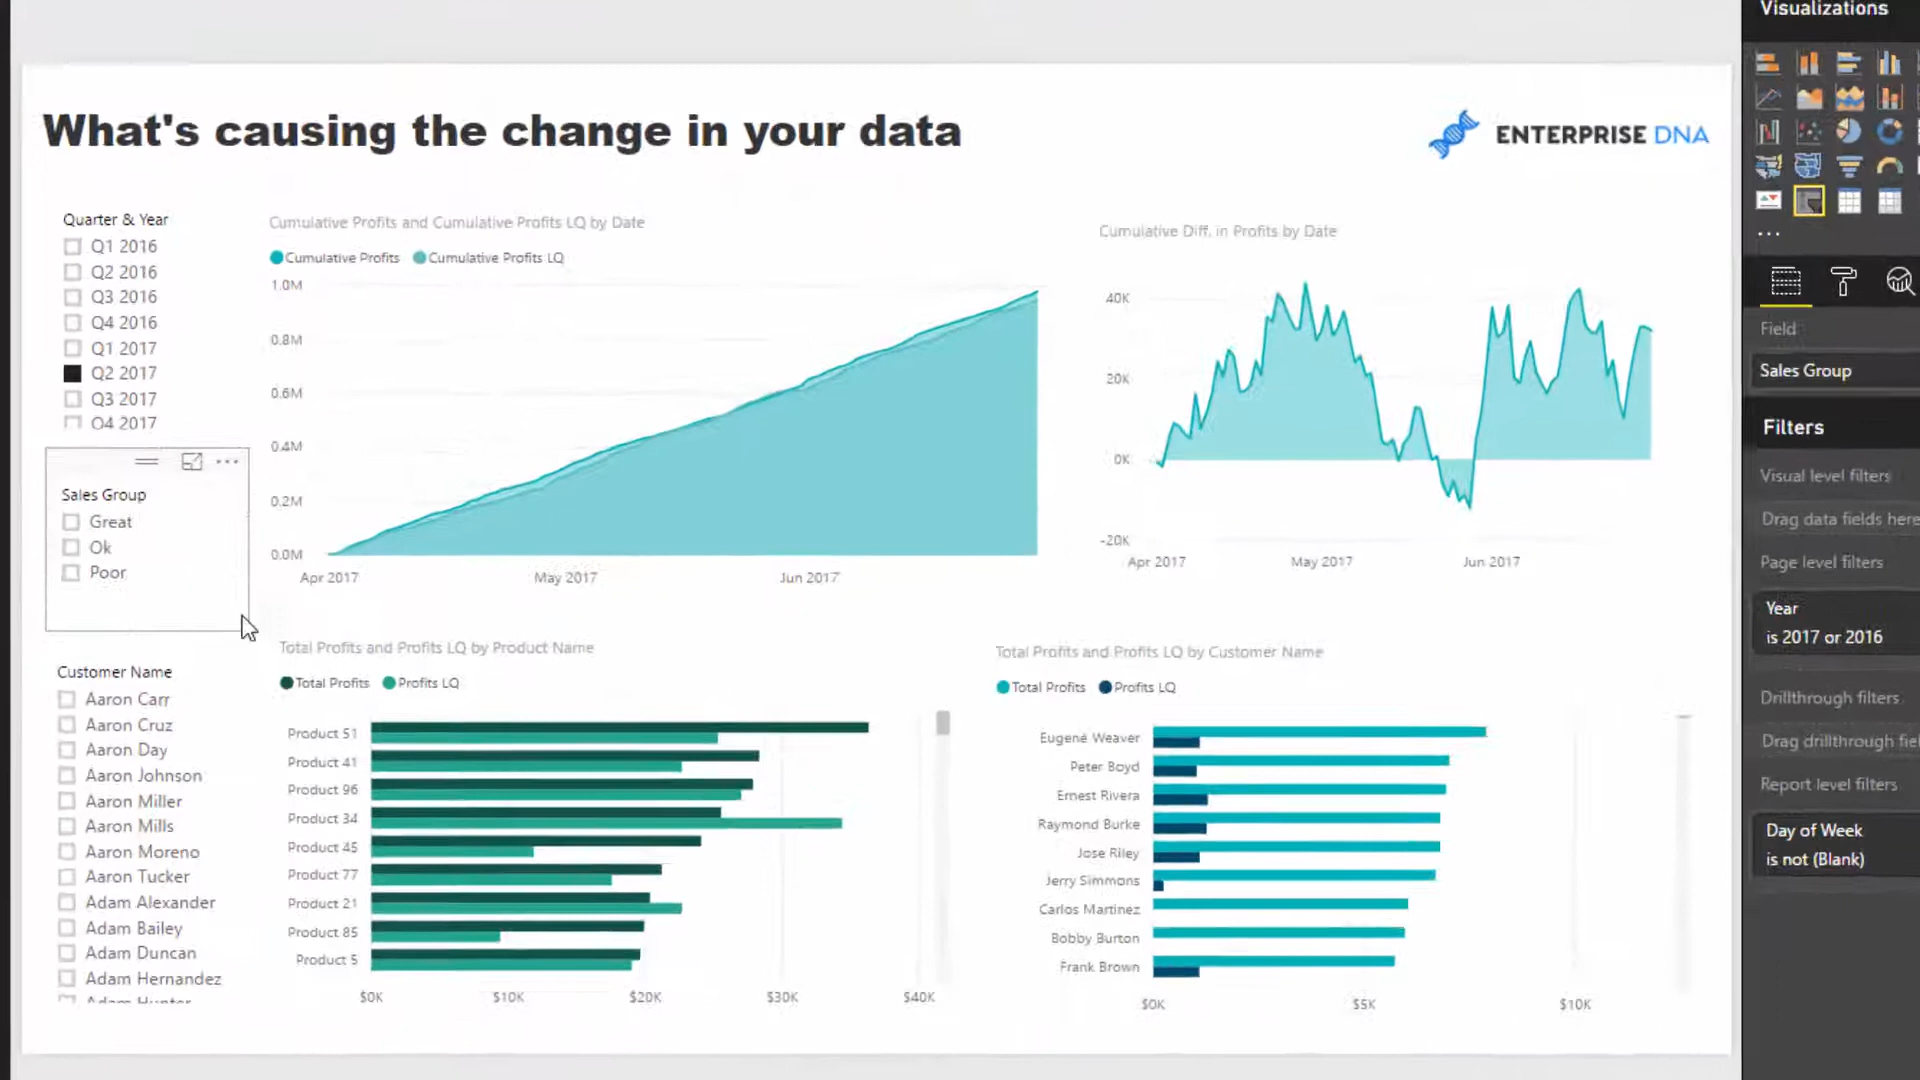 Visualizations
What's causing the change in your data
ENTERPRISE DNA
Quarter & Year
Q1 2016
Q2 2016
Q3 2016
Q4 2016
Q1 2017
Q2 2017
Q3 2017
Q4 2017
Sales Group
Great
Ok
Poor
Customer Name
Aaron Carr
Aaron Cruz
Aaron Day
Aaron Johnson
Aaron Miller
Aaron Mills
Aaron Moreno
Aaron Tucker
Adam Alexander
Adam Bailey
Adam Duncan
Adam Hernandez
Adam Hunter
Cumulative Profits and Cumulative Profits LQ by Date
Cumulative Profits Cumulative Profits LQ
1.0M
0.8M
0.6M
0.4M
0.2M
0.0M
Apr 2017 May 2017 Jun 2017
Cumulative Diff. in Profits by Date
40K
20K
0K
-20K
Apr 2017 May 2017 Jun 2017
Total Profits and Profits LQ by Product Name
Total Profits Profits LQ
Product 51
Product 41
Product 96
Product 34
Product 45
Product 77
Product 21
Product 85
Product 5
$0K $10K $20K $30K $40K
Total Profits and Profits LQ by Customer Name
Total Profits Profits LQ
Eugene Weaver
Peter Boyd
Ernest Rivera
Raymond Burke
Jose Riley
Jerry Simmons
Carlos Martinez
Bobby Burton
Frank Brown
$0K $5K $10K
Field
Sales Group
Filters
Visual level filters
Drag data fields here
Page level filters
Year
is 2017 or 2016
Drillthrough filters
Drag drillthrough fiel
Report level filters
Day of Week
is not (Blank)